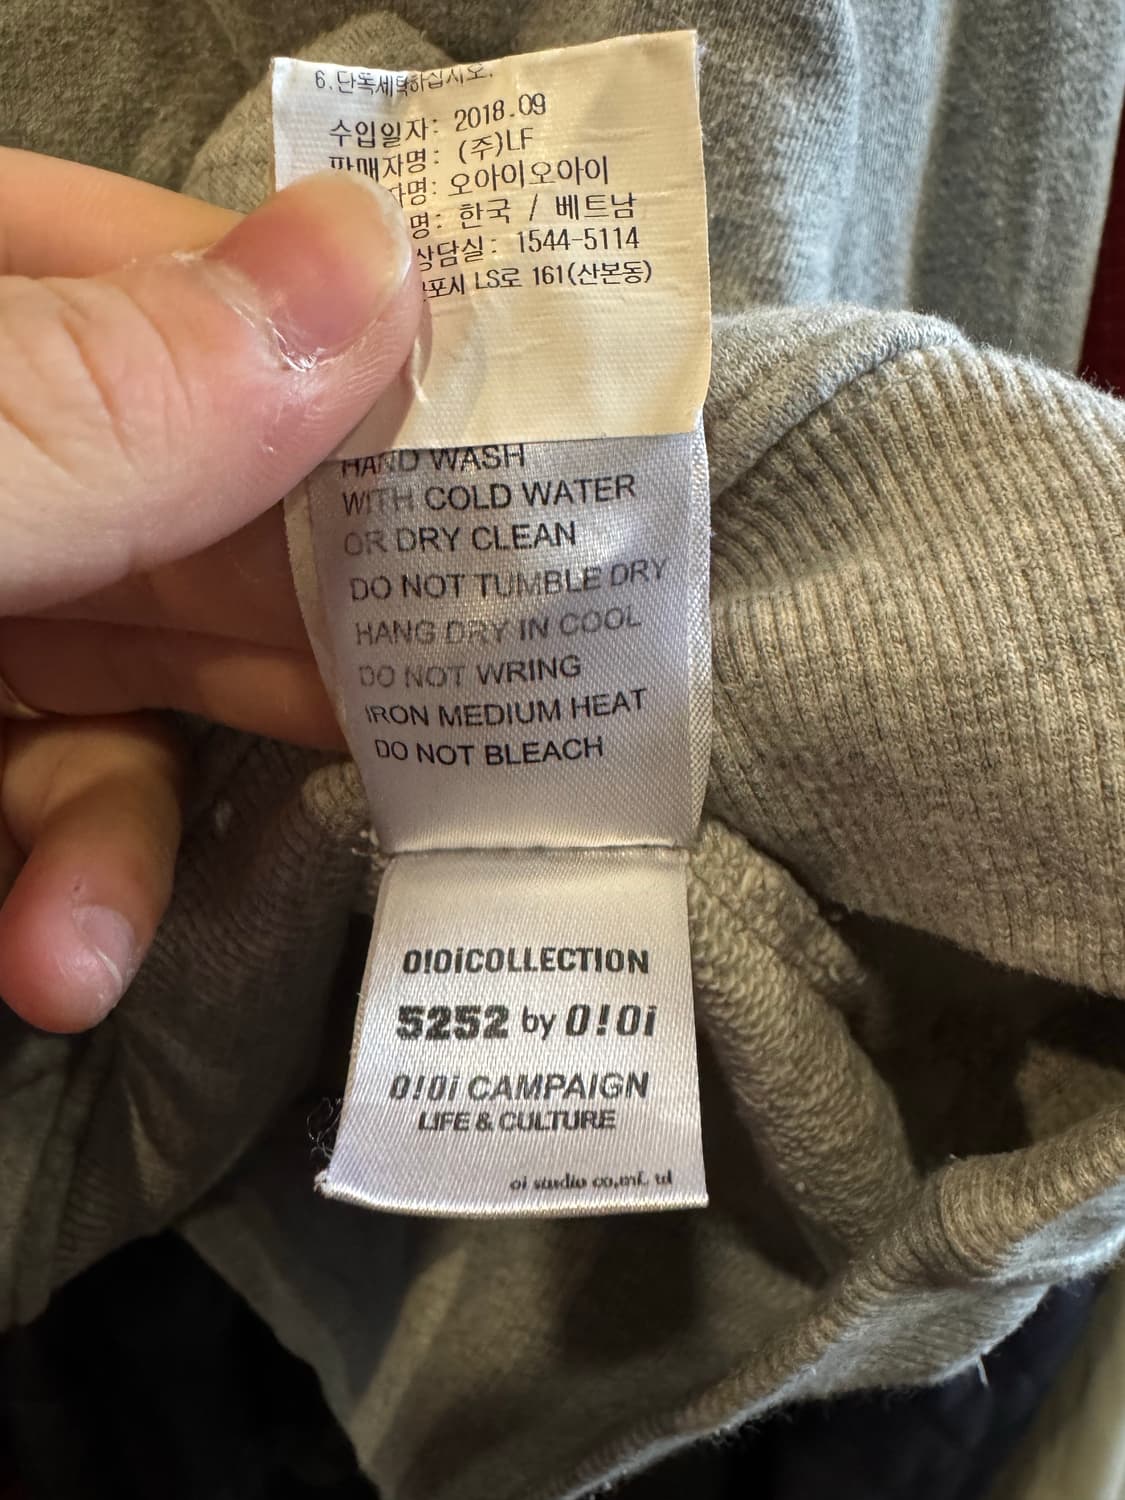 6.단독세탁하십시오.
수입일자: 2018.09
판매자명: (주)LF
자명: 오아이오아이
명: 한국 / 베트남
상담실: 1544-5114
포시 LS로 161(산본동)
HAND WASH
WITH COLD WATER
OR DRY CLEAN
DO NOT TUMBLE DRY
HANG DRY IN COOL
DO NOT WRING
IRON MEDIUM HEAT
DO NOT BLEACH
O!OiCOLLECTION
5252 by O!Oi
O!Oi CAMPAIGN
LIFE & CULTURE
oi studio